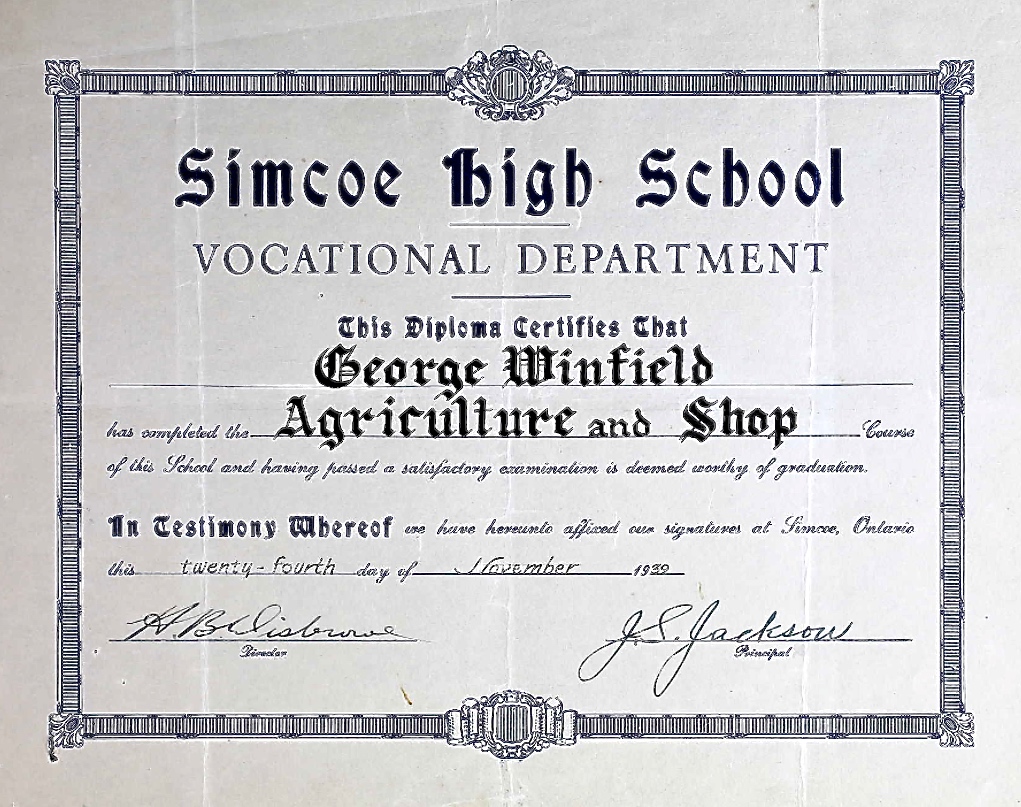 Simcoe High School
VOCATIONAL DEPARTMENT
This Diploma Certifies That
George Winfield
has completed the Agriculture and Shop Course
of this School and having passed a satisfactory examination is deemed worthy of graduation.
In Testimony Whereof we have hereunto affixed our signatures at Simcoe, Ontario
this twenty-fourth day of November 1939
H. B. Disbrowe J. S. Jackson
Director Principal